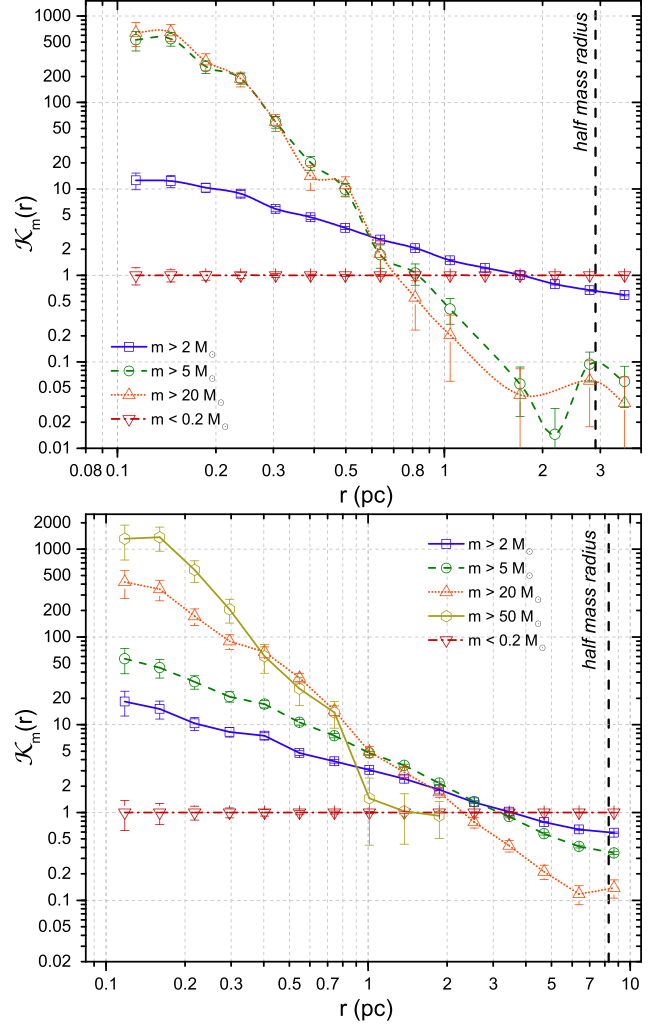 1000
500
200
100
50
20
10
5
2
1
0.5
0.2
0.1
0.05
0.02
0.01
𝒦m(r)
half mass radius
m > 2 M⊙
m > 5 M⊙
m > 20 M⊙
m < 0.2 M⊙
0.08 0.1 0.2 0.3 0.5 0.8 1 2 3
r (pc)
2000
1000
500
200
100
50
20
10
5
2
1
0.5
0.2
0.1
0.05
0.02
𝒦m(r)
m > 2 M⊙
m > 5 M⊙
m > 20 M⊙
m > 50 M⊙
m < 0.2 M⊙
half mass radius
0.1 0.2 0.3 0.5 0.7 1 2 3 4 5 7 10
r (pc)